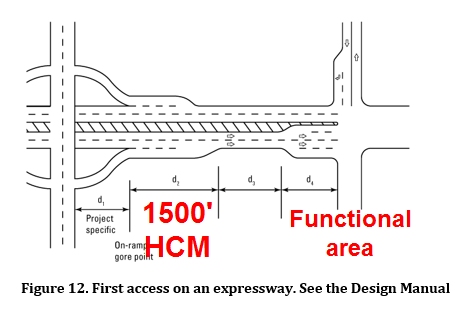 d₁
d₂
d₃
d₄
Project
specific
1500'
HCM
On-ramp
gore point
Functional
area
Figure 12. First access on an expressway. See the Design Manual